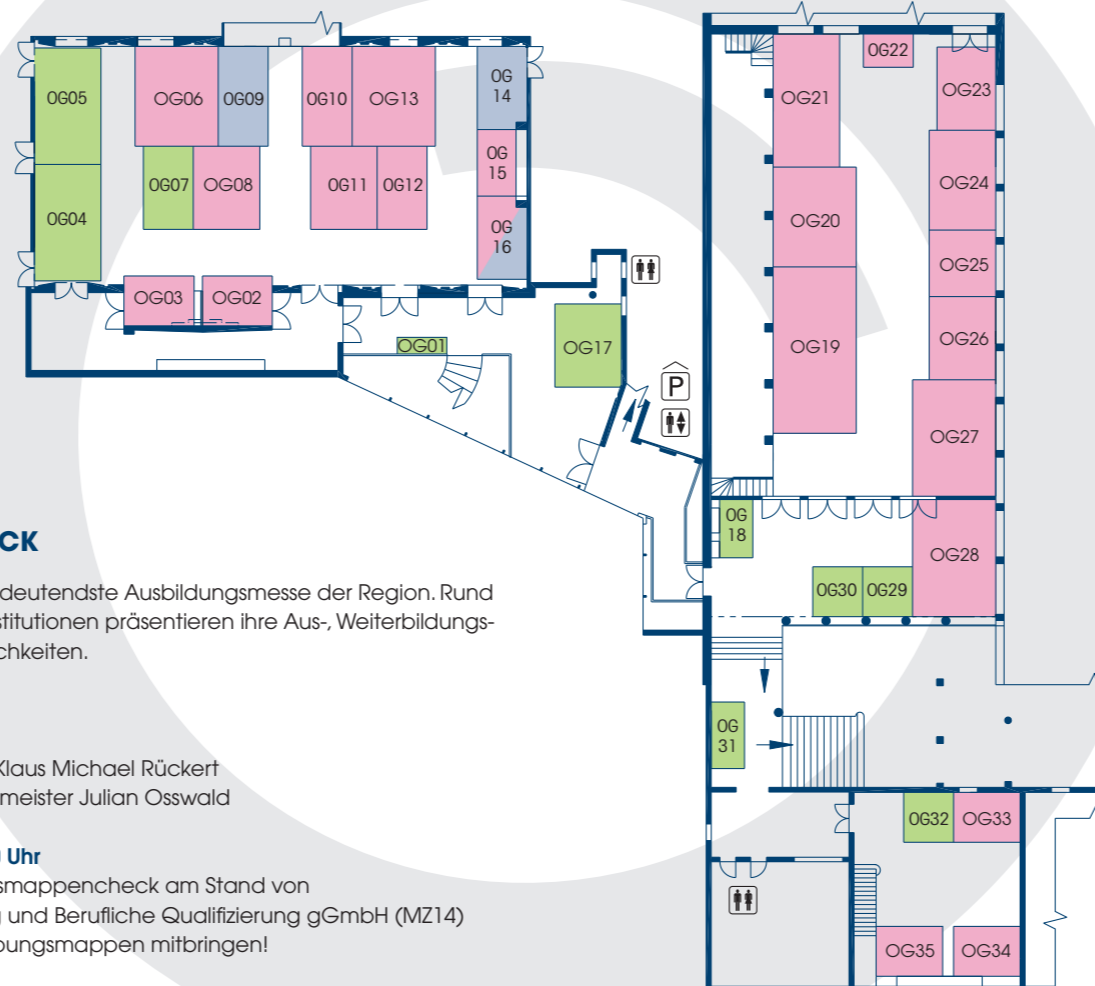 OG05
OG06
OG09
OG10
OG13
OG
14
OG07
OG08
OG11
OG12
OG
15
OG04
OG
16
OG03
OG02
OG01
OG17
P
OG22
OG21
OG23
OG24
OG20
OG25
OG26
OG19
OG27
OG
18
OG28
OG30
OG29
OG
31
OG32
OG33
OG35
OG34
CK
deutendste Ausbildungsmesse der Region. Rund
stitutionen präsentieren ihre Aus-, Weiterbildungs-
chkeiten.
Klaus Michael Rückert
meister Julian Osswald
Uhr
smappencheck am Stand von
g und Berufliche Qualifizierung gGmbH (MZ14)
bungsmappen mitbringen!